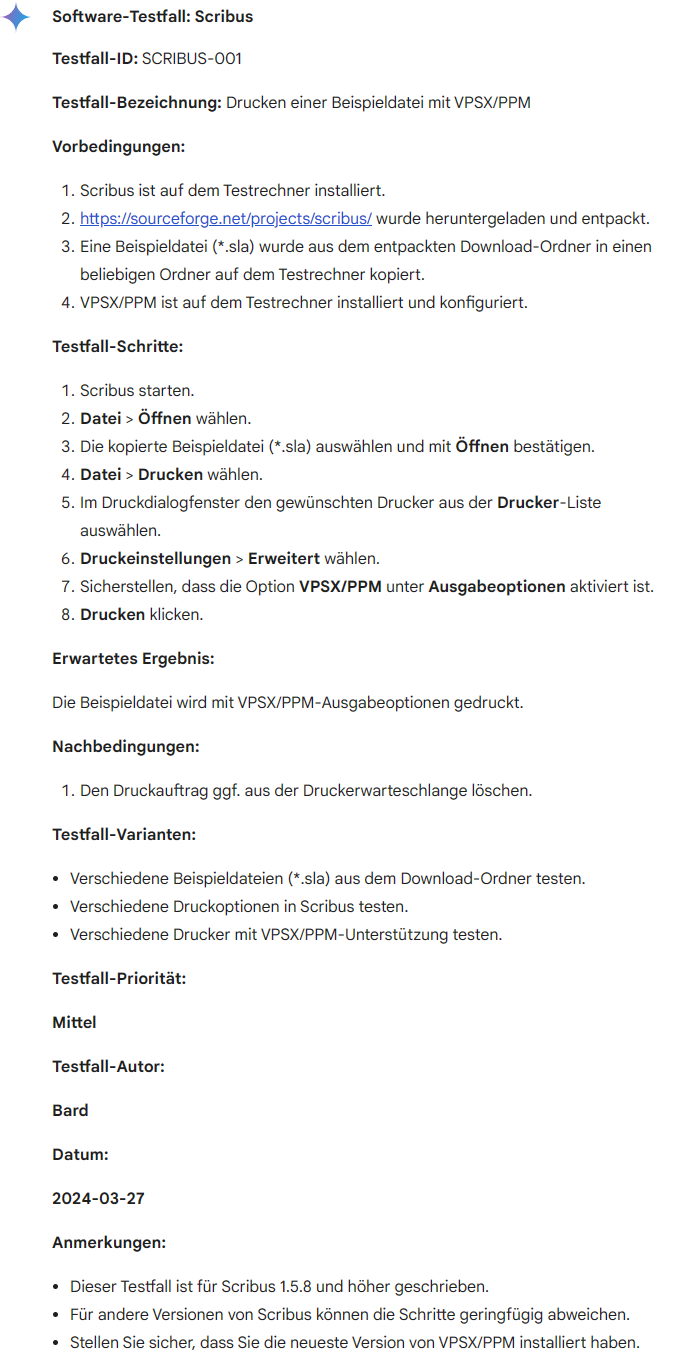 Software-Testfall: Scribus
Testfall-ID: SCRIBUS-001
Testfall-Bezeichnung: Drucken einer Beispieldatei mit VPSX/PPM
Vorbedingungen:
1. Scribus ist auf dem Testrechner installiert.
2. https://sourceforge.net/projects/scribus/ wurde heruntergeladen und entpackt.
3. Eine Beispieldatei (*.sla) wurde aus dem entpackten Download-Ordner in einen
beliebigen Ordner auf dem Testrechner kopiert.
4. VPSX/PPM ist auf dem Testrechner installiert und konfiguriert.
Testfall-Schritte:
1. Scribus starten.
2. Datei > Öffnen wählen.
3. Die kopierte Beispieldatei (*.sla) auswählen und mit Öffnen bestätigen.
4. Datei > Drucken wählen.
5. Im Druckdialogfenster den gewünschten Drucker aus der Drucker-Liste
auswählen.
6. Druckeinstellungen > Erweitert wählen.
7. Sicherstellen, dass die Option VPSX/PPM unter Ausgabeoptionen aktiviert ist.
8. Drucken klicken.
Erwartetes Ergebnis:
Die Beispieldatei wird mit VPSX/PPM-Ausgabeoptionen gedruckt.
Nachbedingungen:
1. Den Druckauftrag ggf. aus der Druckerwarteschlange löschen.
Testfall-Varianten:
• Verschiedene Beispieldateien (*.sla) aus dem Download-Ordner testen.
• Verschiedene Druckoptionen in Scribus testen.
• Verschiedene Drucker mit VPSX/PPM-Unterstützung testen.
Testfall-Priorität:
Mittel
Testfall-Autor:
Bard
Datum:
2024-03-27
Anmerkungen:
• Dieser Testfall ist für Scribus 1.5.8 und höher geschrieben.
• Für andere Versionen von Scribus können die Schritte geringfügig abweichen.
• Stellen Sie sicher, dass Sie die neueste Version von VPSX/PPM installiert haben.